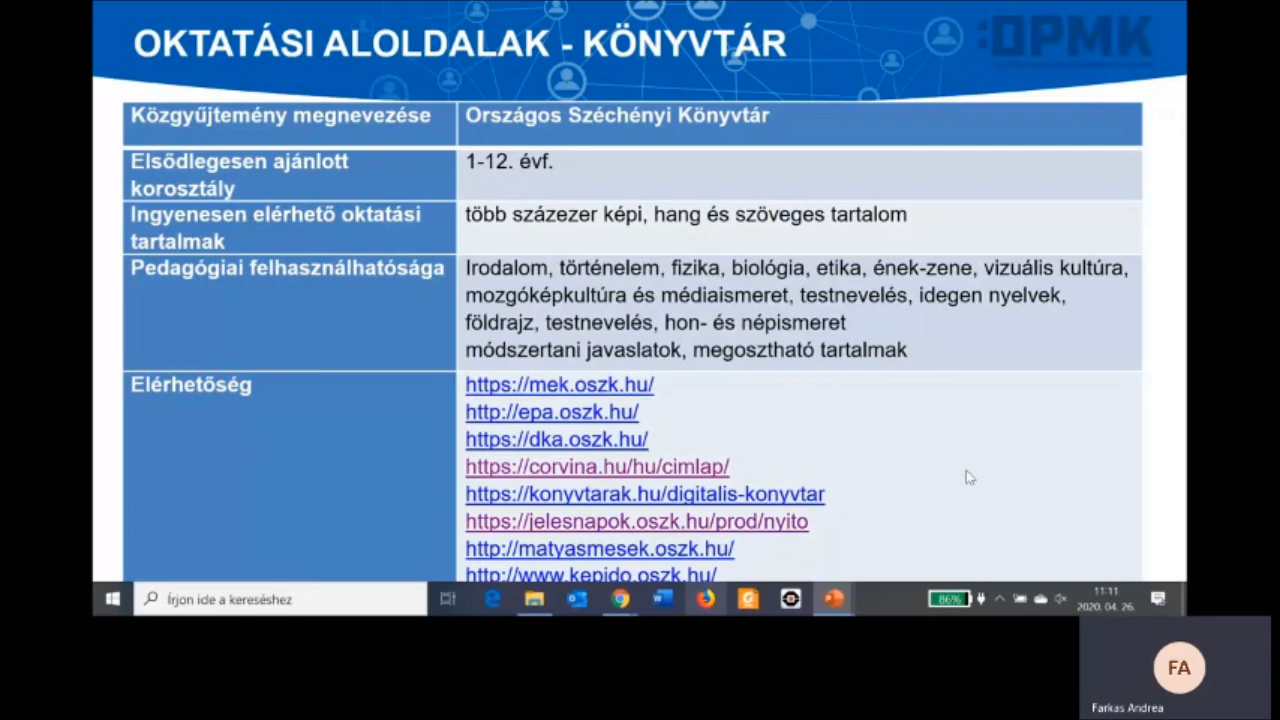 OKTATÁSI ALOLDALAK - KÖNYVTÁR
:OPMK
Közgyűjtemény megnevezése
Országos Széchényi Könyvtár
Elsődlegesen ajánlott
korosztály
1-12. évf.
Ingyenesen elérhető oktatási
tartalmak
több százezer képi, hang és szöveges tartalom
Pedagógiai felhasználhatósága
Irodalom, történelem, fizika, biológia, etika, ének-zene, vizuális kultúra,
mozgóképkultúra és médiaismeret, testnevelés, idegen nyelvek,
földrajz, testnevelés, hon- és népismeret
módszertani javaslatok, megosztható tartalmak
Elérhetőség
https://mek.oszk.hu/
http://epa.oszk.hu/
https://dka.oszk.hu/
https://corvina.hu/hu/cimlap/
https://konyvtarak.hu/digitalis-konyvtar
https://jelesnapok.oszk.hu/prod/nyito
http://matyasmesek.oszk.hu/
http://www.kepido.oszk.hu/
Írjon ide a kereséshez
86%
11:11
2020. 04. 26.
FA
Farkas Andrea